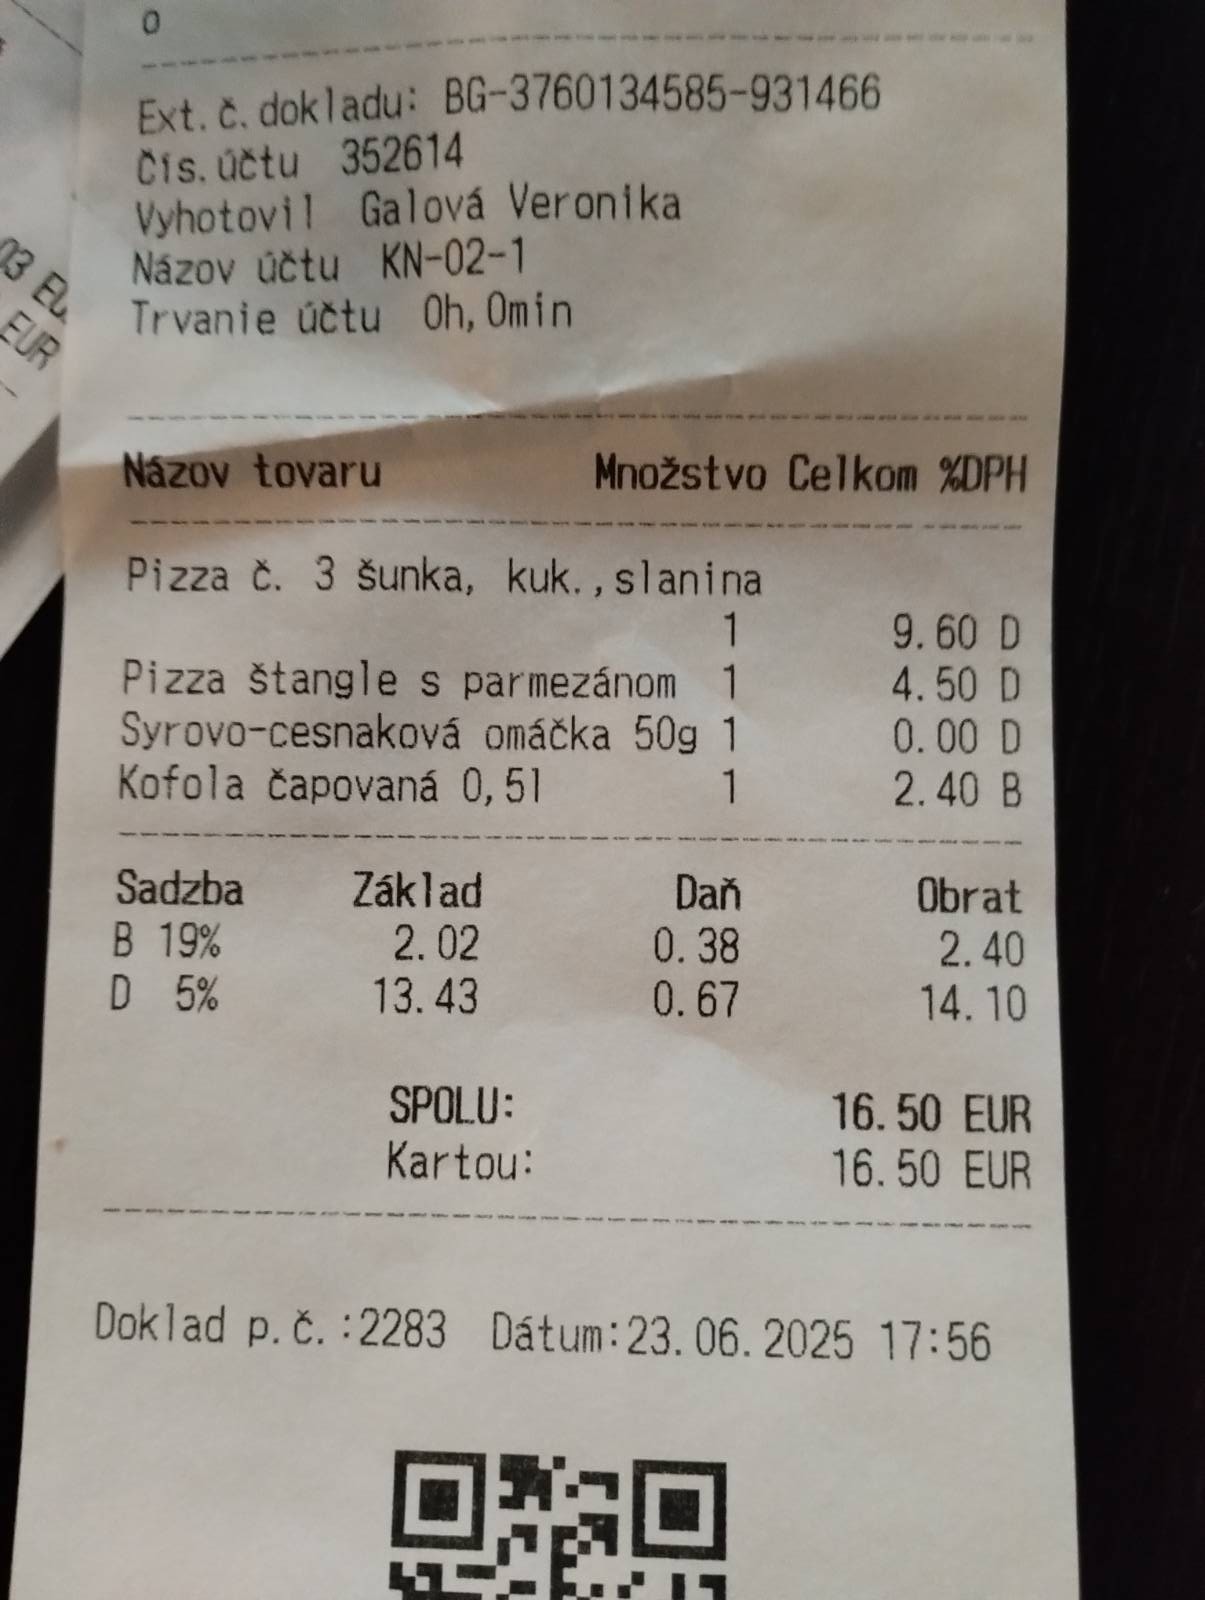 0
Ext. č. dokladu: BG-3760134585-931466
Čís. účtu 352614
Vyhotovil Galová Veronika
Názov účtu KN-02-1
Trvanie účtu 0h,0min
03 EU
EUR
Názov tovaru Množstvo Celkom %DPH
Pizza č. 3 šunka, kuk.,slanina
1 9.60 D
Pizza štangle s parmezánom 1 4.50 D
Syrovo-cesnaková omáčka 50g 1 0.00 D
Kofola čapovaná 0,5l 1 2.40 B
Sadzba Základ Daň Obrat
B 19% 2.02 0.38 2.40
D 5% 13.43 0.67 14.10
SPOLU: 16.50 EUR
Kartou: 16.50 EUR
Doklad p.č.:2283 Dátum:23.06.2025 17:56